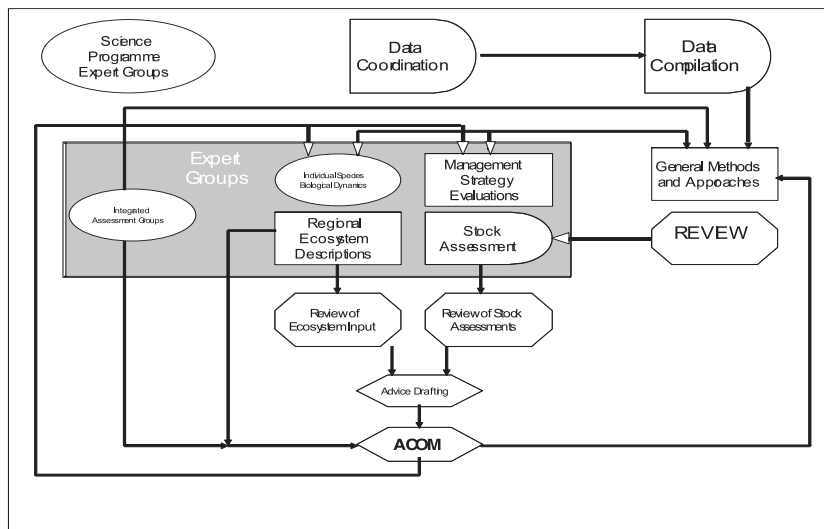 Science
Programme
Expert Groups
Data
Coordination
Data
Compilation
Expert
Groups
Individual Species
Biological Dynamics
Management
Strategy
Evaluations
General Methods
and Approaches
Integrated
Assessment Groups
Regional
Ecosystem
Descriptions
Stock
Assessment
REVIEW
Review of
Ecosystem Input
Review of Stock
Assessments
Advice Drafting
ACOM